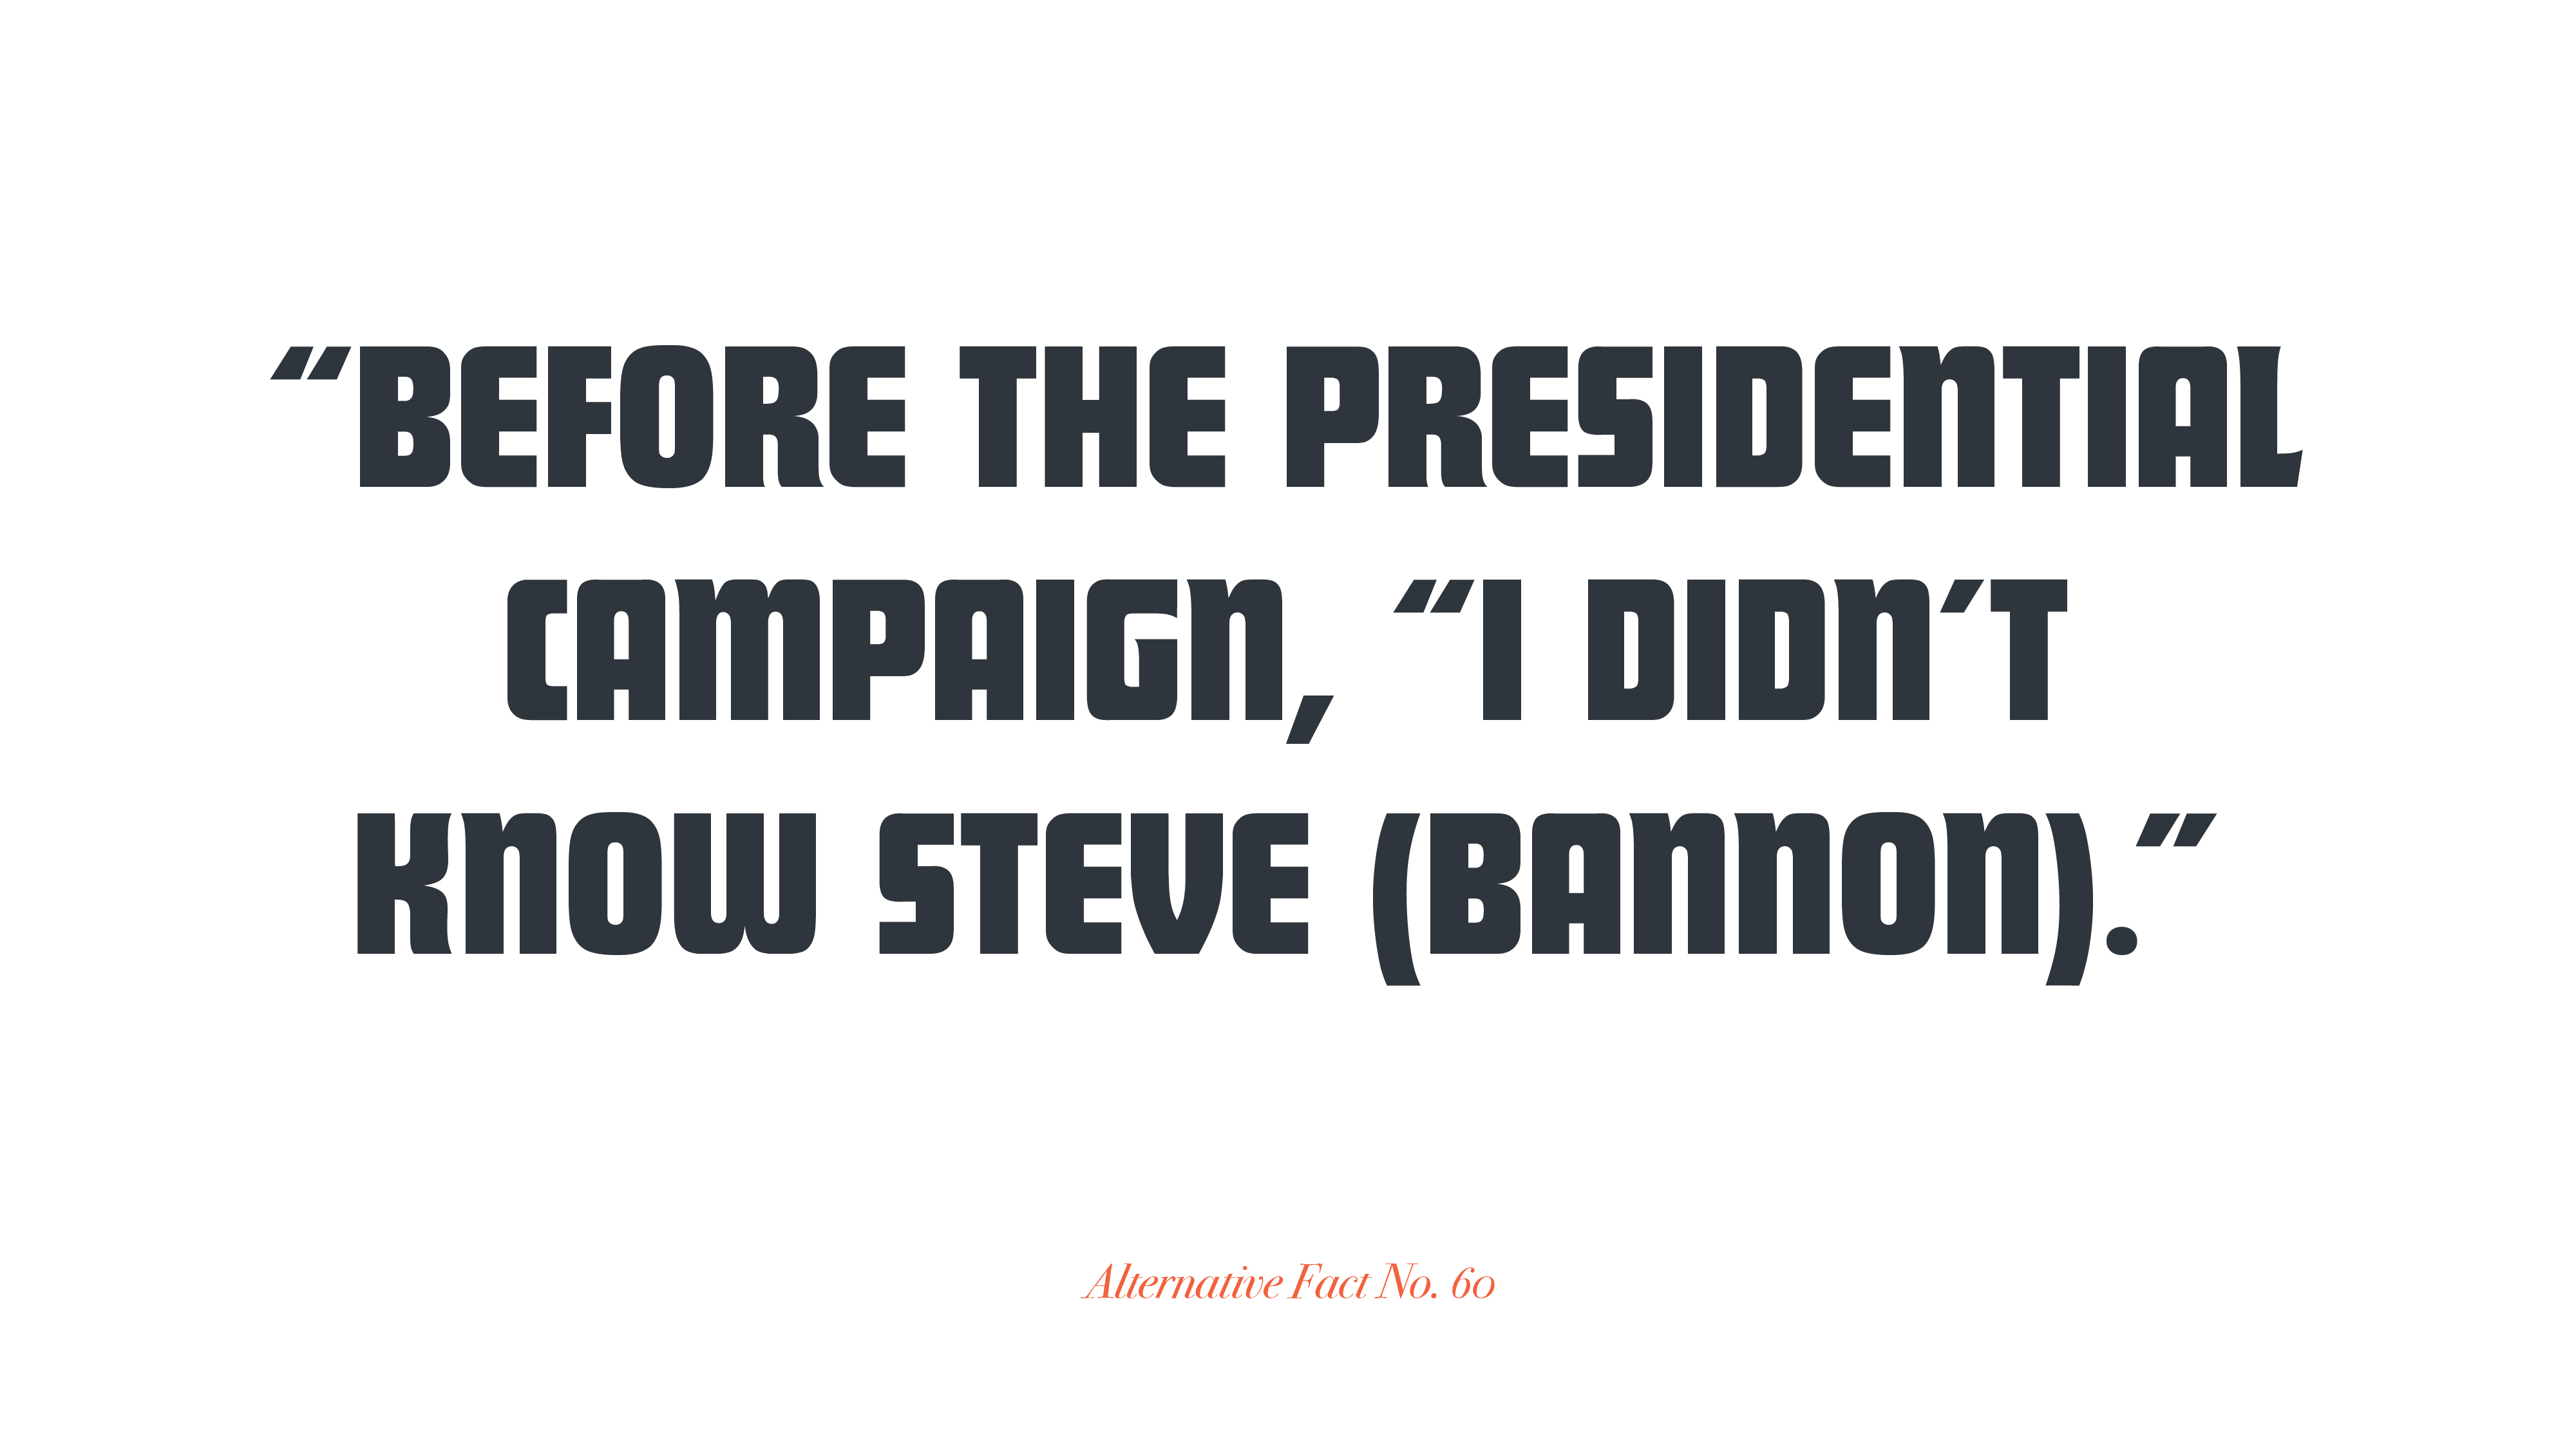 “BEFORE THE PRESIDENTIAL
CAMPAIGN, “I DIDN’T
KNOW STEVE (BANNON).”
Alternative Fact No. 60